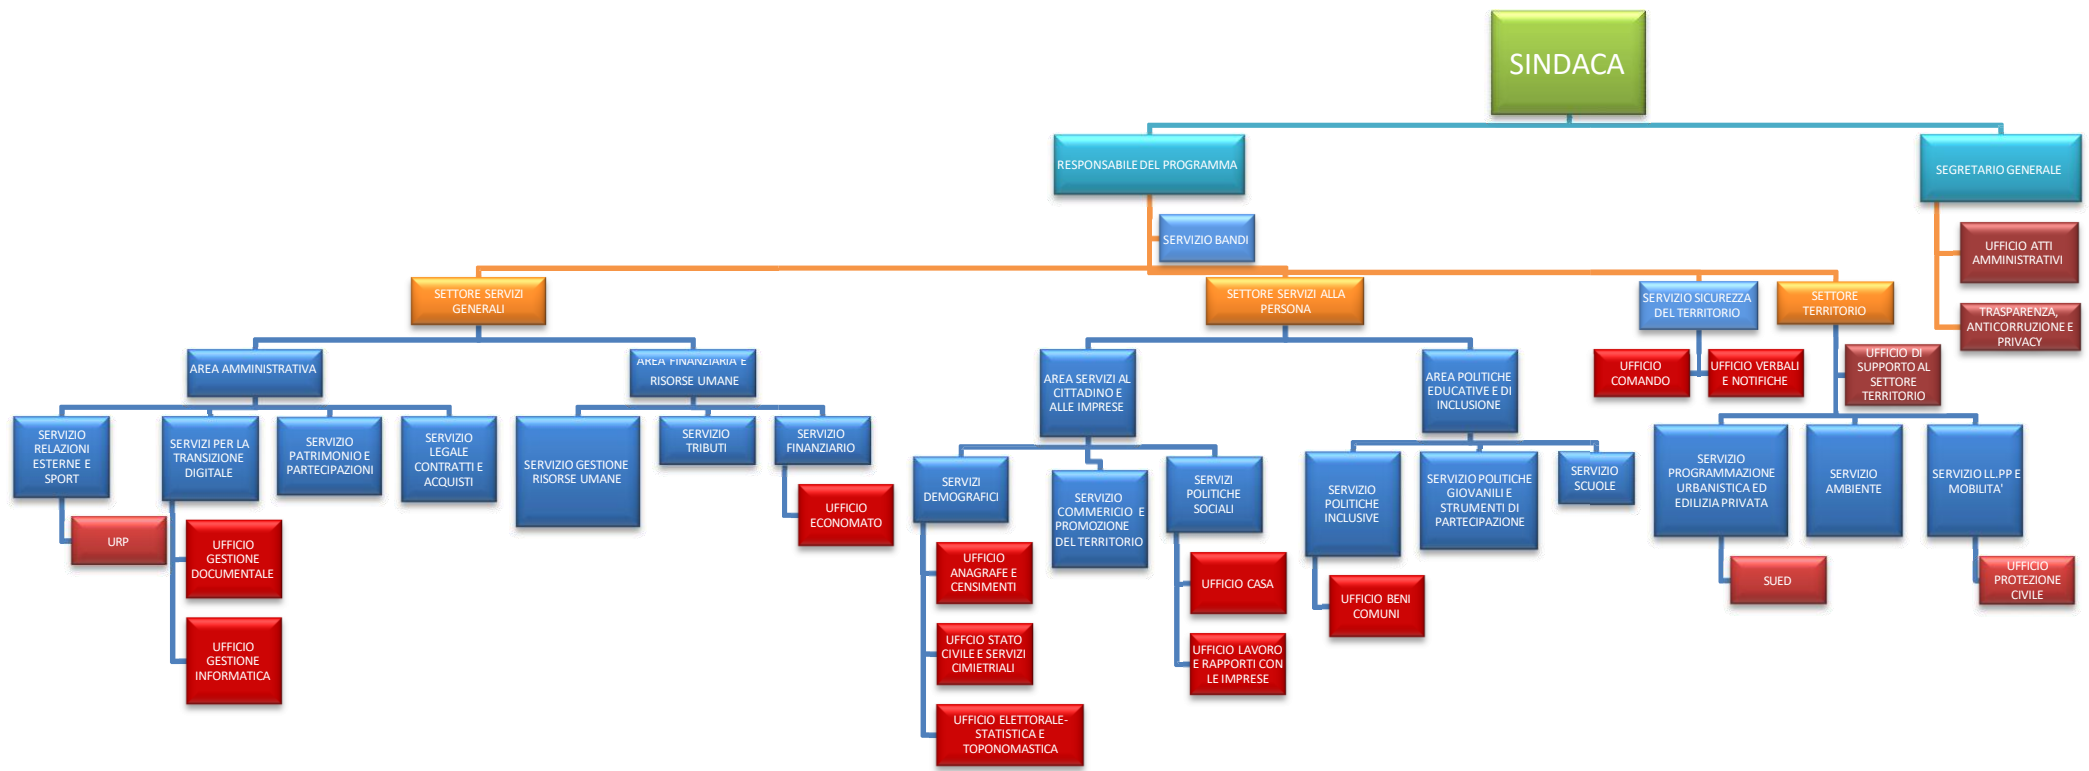 SINDACA
RESPONSABILE DEL PROGRAMMA
SEGRETARIO GENERALE
SERVIZIO BANDI
UFFICIO ATTI
AMMINISTRATIVI
TRASPARENZA,
ANTICORRUZIONE E
PRIVACY
SETTORE SERVIZI
GENERALI
SETTORE SERVIZI ALLA
PERSONA
SERVIZIO SICUREZZA
DEL TERRITORIO
SETTORE
TERRITORIO
AREA AMMINISTRATIVA
AREA FINANZIARIA E
RISORSE UMANE
AREA SERVIZI AL
CITTADINO E
ALLE IMPRESE
AREA POLITICHE
EDUCATIVE E DI
INCLUSIONE
UFFICIO
COMANDO
UFFICIO VERBALI
E NOTIFICHE
UFFICIO DI
SUPPORTO AL
SETTORE
TERRITORIO
SERVIZIO
RELAZIONI
ESTERNE E
SPORT
SERVIZI PER LA
TRANSIZIONE
DIGITALE
SERVIZIO
PATRIMONIO E
PARTECIPAZIONI
SERVIZIO
LEGALE
CONTRATTI E
ACQUISTI
SERVIZIO GESTIONE
RISORSE UMANE
SERVIZIO
TRIBUTI
SERVIZIO
FINANZIARIO
SERVIZI
DEMOGRAFICI
SERVIZIO
COMMERICIO E
PROMOZIONE
DEL TERRITORIO
SERVIZI
POLITICHE
SOCIALI
SERVIZIO
POLITICHE
INCLUSIVE
SERVIZIO POLITICHE
GIOVANILI E
STRUMENTI DI
PARTECIPAZIONE
SERVIZIO
SCUOLE
SERVIZIO
PROGRAMMAZIONE
URBANISTICA ED
EDILIZIA PRIVATA
SERVIZIO
AMBIENTE
SERVIZIO LL.PP E
MOBILITA'
URP
UFFICIO
GESTIONE
DOCUMENTALE
UFFICIO
GESTIONE
INFORMATICA
UFFICIO
ECONOMATO
UFFICIO
ANAGRAFE E
CENSIMENTI
UFFCIO STATO
CIVILE E SERVIZI
CIMIETRIALI
UFFICIO ELETTORALE-
STATISTICA E
TOPONOMASTICA
UFFICIO CASA
UFFICIO LAVORO
E RAPPORTI CON
LE IMPRESE
UFFICIO BENI
COMUNI
SUED
UFFICIO
PROTEZIONE
CIVILE